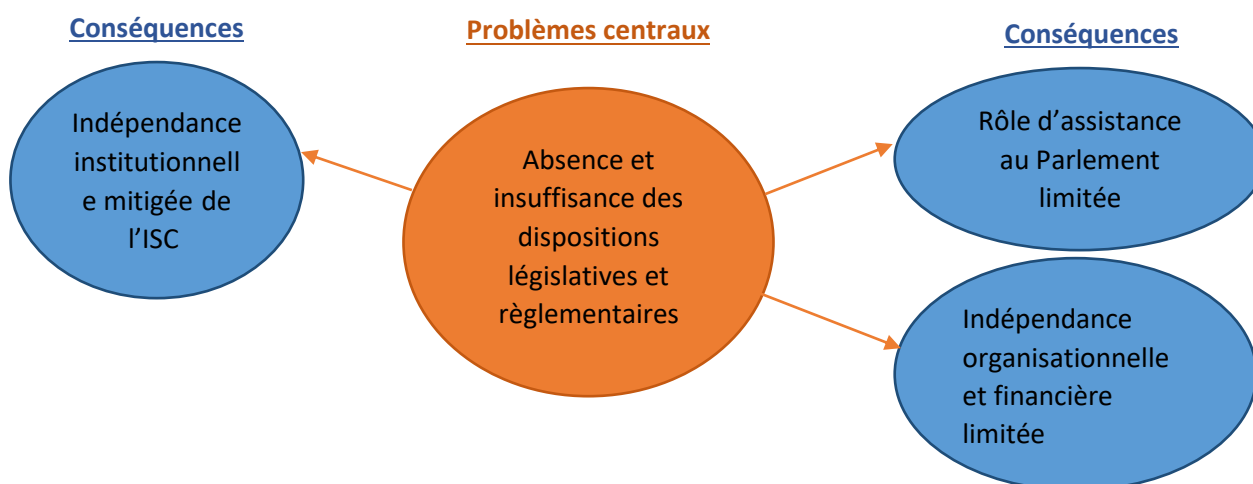 Conséquences
Indépendance
institutionnell
e mitigée de
l’ISC
Problèmes centraux
Absence et
insuffisance des
dispositions
législatives et
règlementaires
Conséquences
Rôle d’assistance
au Parlement
limitée
Indépendance
organisationnelle
et financière
limitée